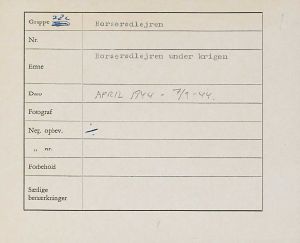 Gruppe 28c Horserødlejren
Nr.
Emne Horserødlejren under krigen
Dato APRIL 1944 - 7/9-44.
Fotograf
Neg. opbev. —
„ nr.
Forbehold
Særlige
bemærkninger